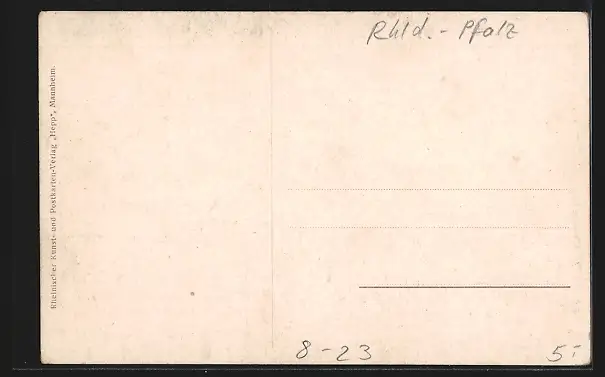 Rhld. - Pfalz
Rheinischer Kunst- und Postkarten-Verlag „Hepp“, Mannheim.
8-23
5.-